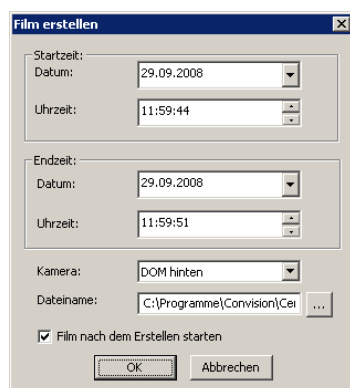 Film erstellen
Startzeit:
Datum: 29.09.2008
Uhrzeit: 11:59:44
Endzeit:
Datum: 29.09.2008
Uhrzeit: 11:59:51
Kamera: DOM hinten
Dateiname: C:\Programme\Convision\Cei ...
Film nach dem Erstellen starten
OK Abbrechen